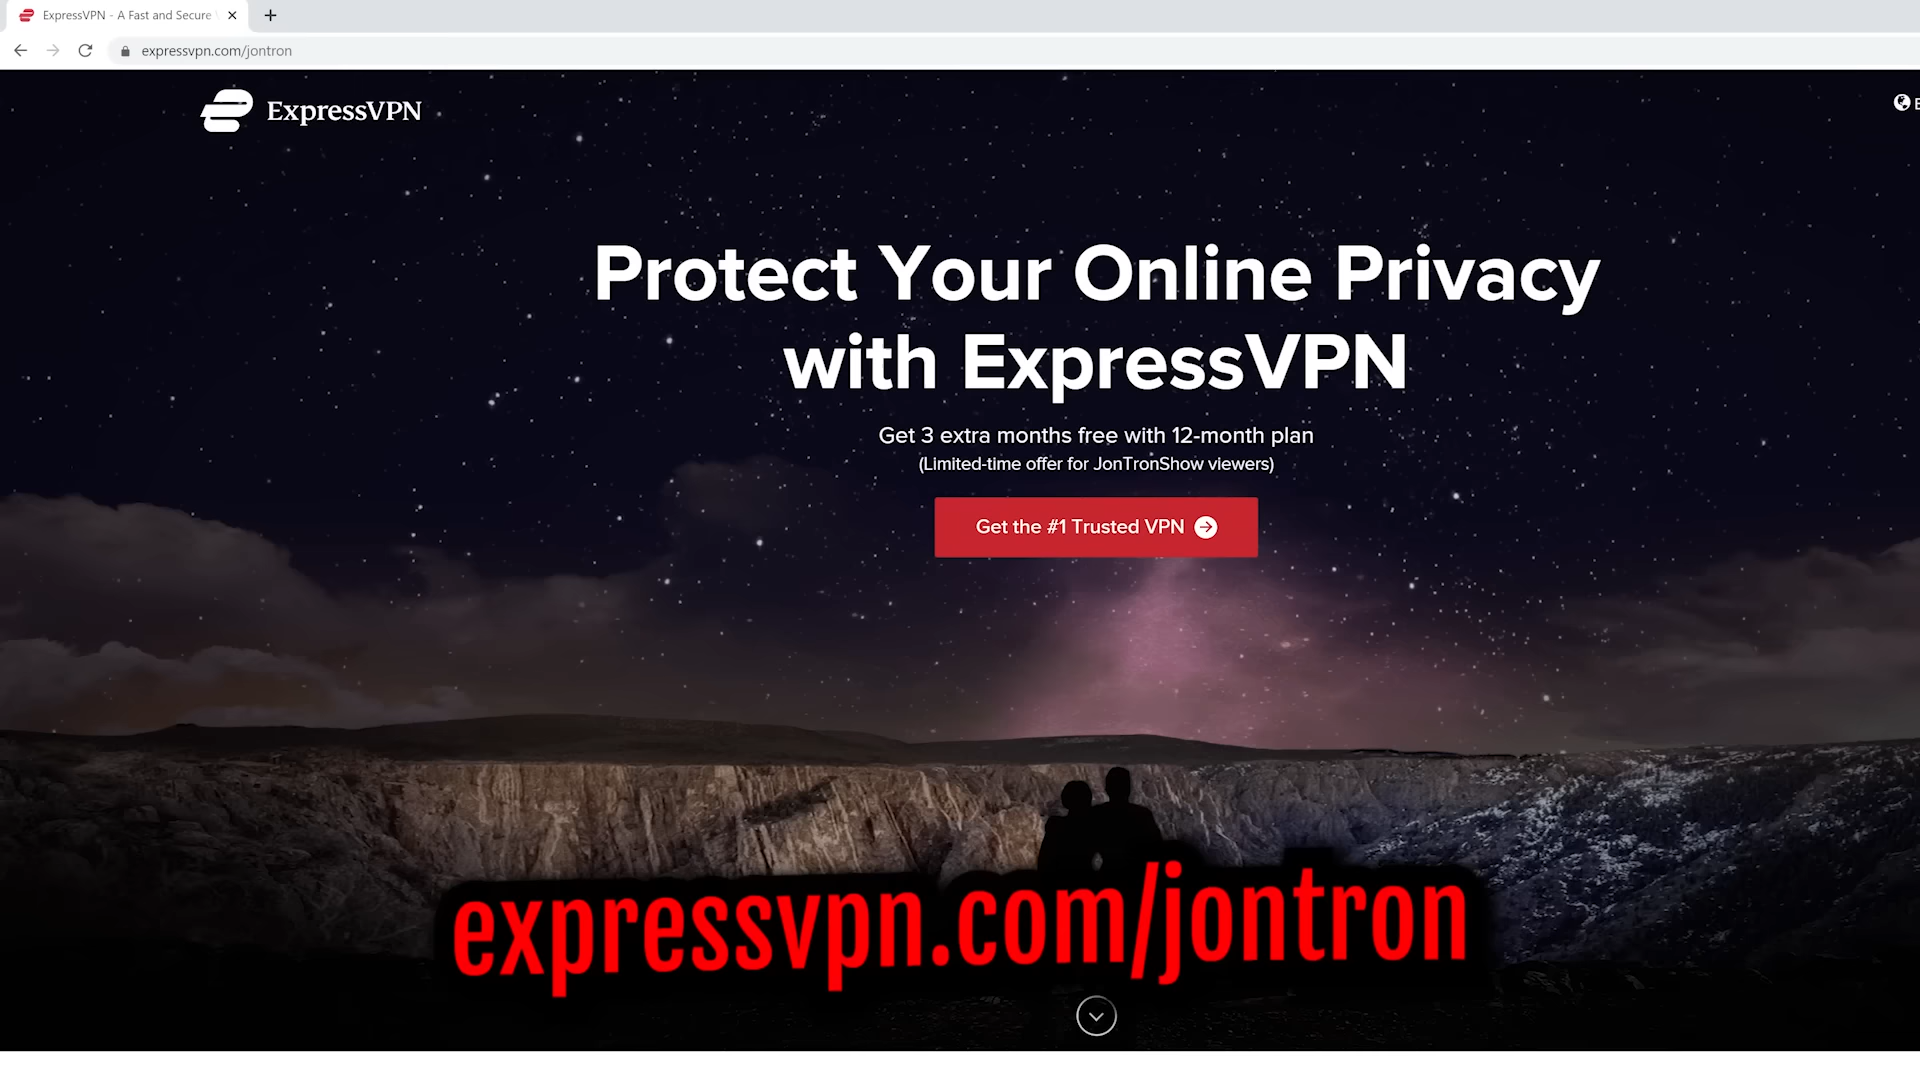 ExpressVPN - A Fast and Secure
expressvpn.com/jontron
ExpressVPN
Protect Your Online Privacy
with ExpressVPN
Get 3 extra months free with 12-month plan
(Limited-time offer for JonTronShow viewers)
Get the #1 Trusted VPN
expressvpn.com/jontron